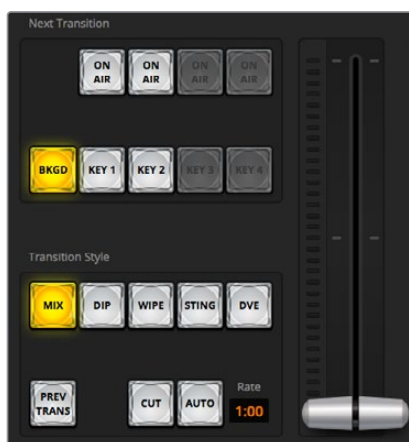 Next Transition
ON AIR ON AIR ON AIR ON AIR
BKGD KEY 1 KEY 2 KEY 3 KEY 4
Transition Style
MIX DIP WIPE STING DVE
PREV TRANS CUT AUTO Rate 1:00